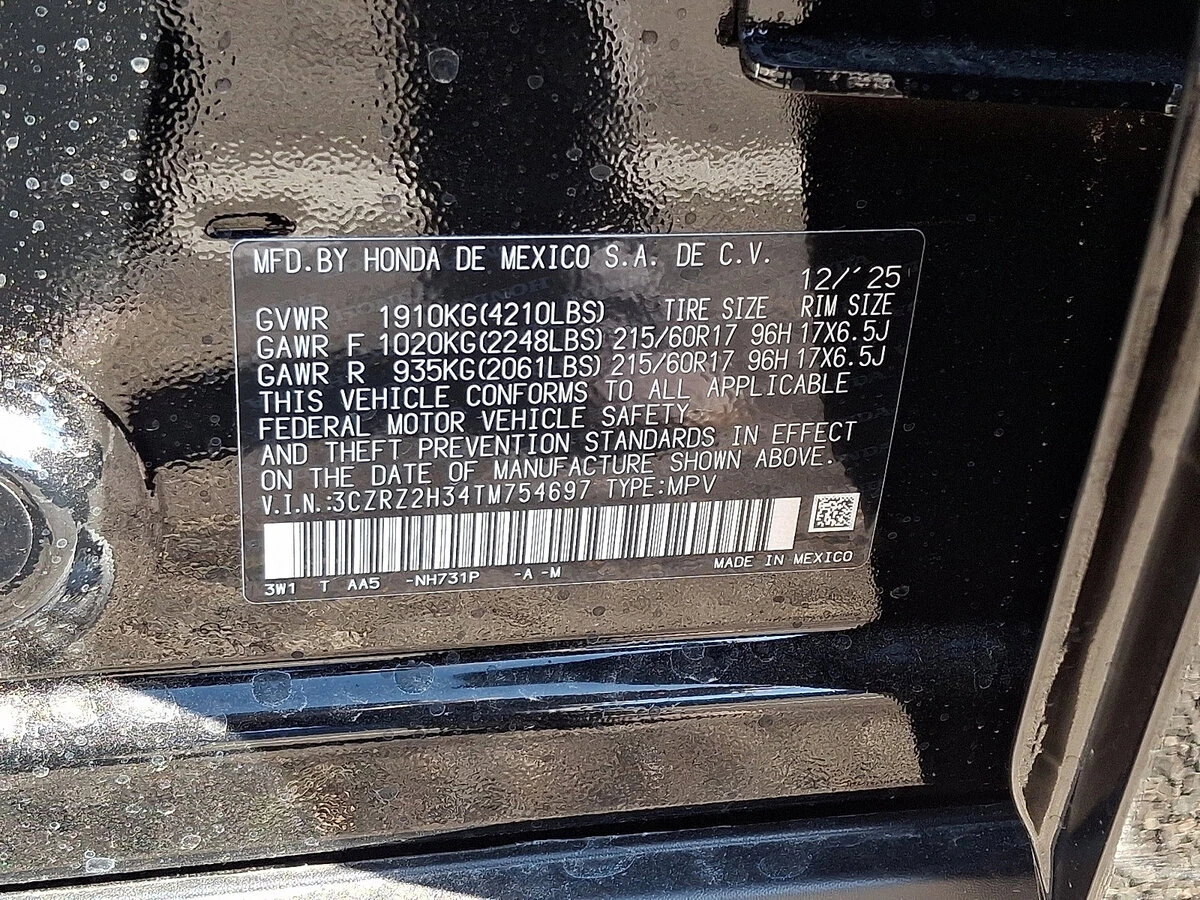 MFD.BY HONDA DE MEXICO S.A. DE C.V.
12/´25
GVWR 1910KG(4210LBS) TIRE SIZE RIM SIZE
GAWR F 1020KG(2248LBS) 215/60R17 96H 17X6.5J
GAWR R 935KG(2061LBS) 215/60R17 96H 17X6.5J
THIS VEHICLE CONFORMS TO ALL APPLICABLE
FEDERAL MOTOR VEHICLE SAFETY
AND THEFT PREVENTION STANDARDS IN EFFECT
ON THE DATE OF MANUFACTURE SHOWN ABOVE.
V.I.N.:3CZRZ2H34TM754697 TYPE:MPV
3W1 T AA5 -NH731P -A -M MADE IN MEXICO